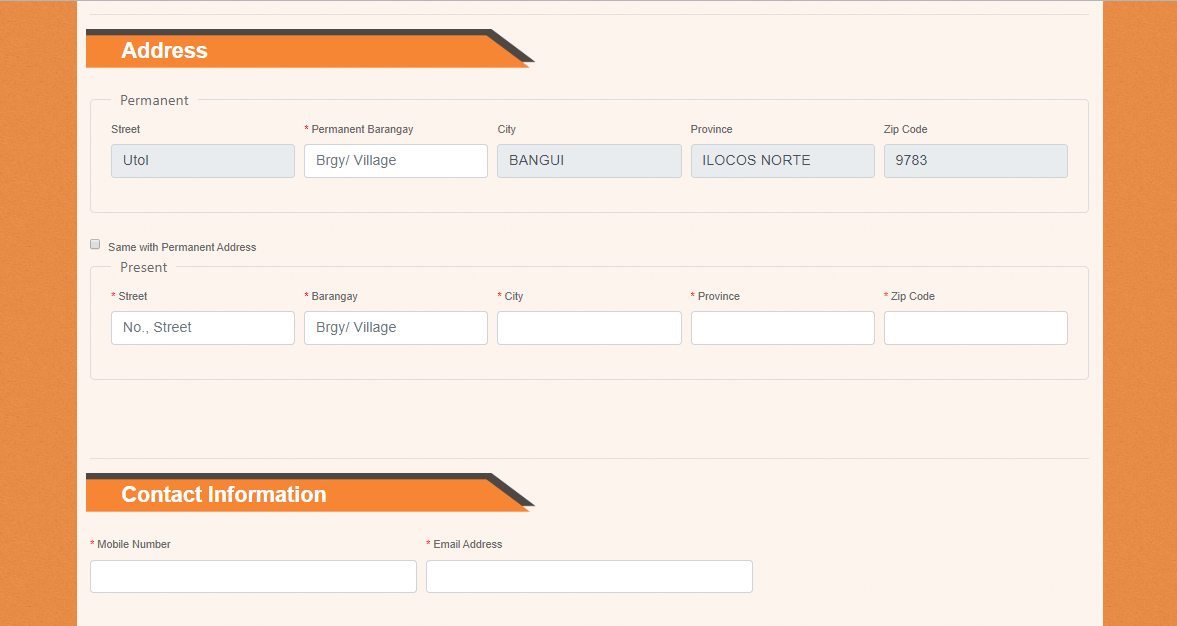 Address
Permanent
Street * Permanent Barangay City Province Zip Code
Utol Brgy/ Village BANGUI ILOCOS NORTE 9783
Same with Permanent Address
Present
* Street * Barangay * City * Province * Zip Code
No., Street Brgy/ Village
Contact Information
* Mobile Number * Email Address